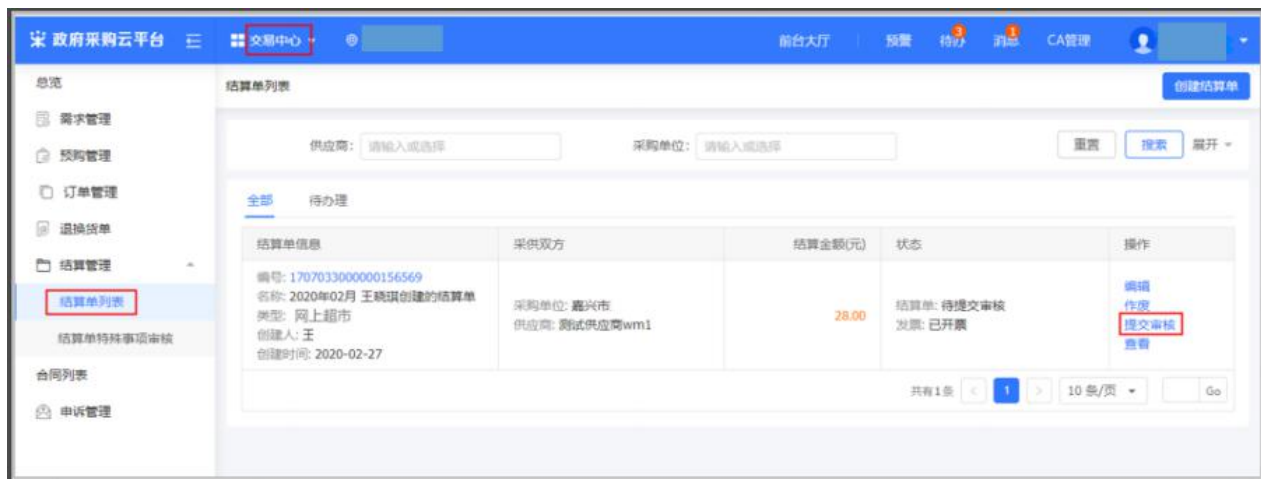 采 政府采购云平台
交易中心
前台大厅 预警 待办 3 消息 1 CA管理
总览
需求管理
预购管理
订单管理
退换货单
结算管理
结算单列表
结算单特殊事项审核
合同列表
申诉管理
结算单列表
创建结算单
供应商: 请输入或选择 采购单位: 请输入或选择 重置 搜索 展开
全部 待办理
结算单信息 采供双方 结算金额(元) 状态 操作
编号: 1707033000000156569
名称: 2020年02月 王晓琪创建的结算单
类型: 网上超市
创建人: 王
创建时间: 2020-02-27
采购单位: 嘉兴市
供应商: 测试供应商wm1
28.00
结算单: 待提交审核
发票: 已开票
编辑
作废
提交审核
查看
共有1条 < 1 > 10 条/页 Go